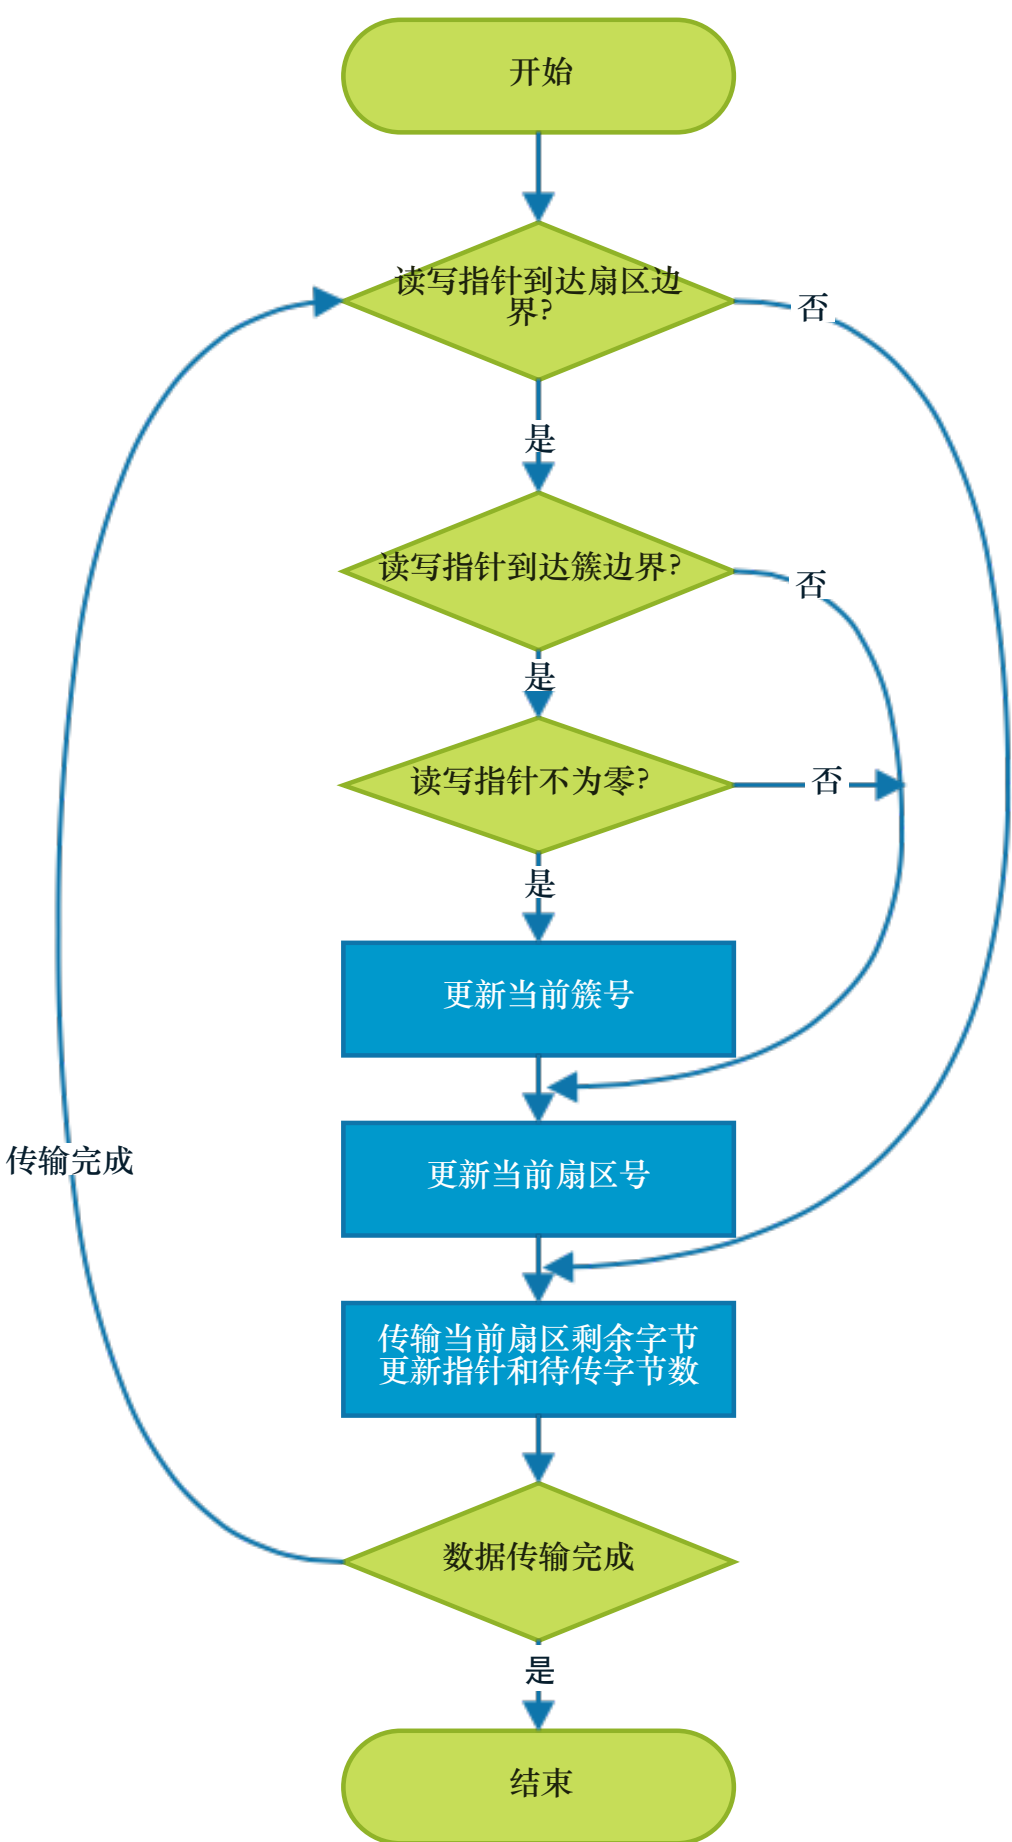 开始
读写指针到达扇区边
界？
否
是
读写指针到达簇边界？
否
是
读写指针不为零？
否
是
更新当前簇号
传输完成
更新当前扇区号
传输当前扇区剩余字节
更新指针和待传字节数
数据传输完成
是
结束